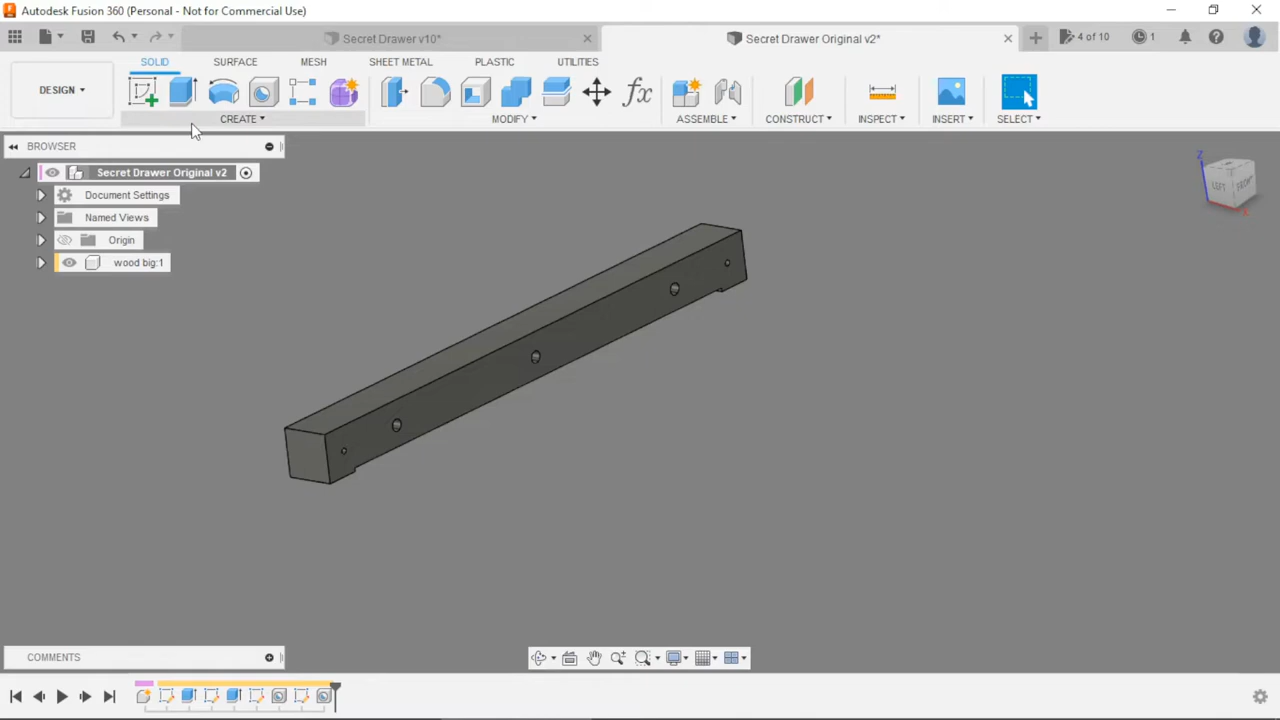 Autodesk Fusion 360 (Personal - Not for Commercial Use)
Secret Drawer v10*
Secret Drawer Original v2*
4 of 10
1
DESIGN
SOLID
SURFACE
MESH
SHEET METAL
PLASTIC
UTILITIES
CREATE
MODIFY
ASSEMBLE
CONSTRUCT
INSPECT
INSERT
SELECT
BROWSER
Secret Drawer Original v2
Document Settings
Named Views
Origin
wood big:1
Z
LEFT
FRONT
X
COMMENTS